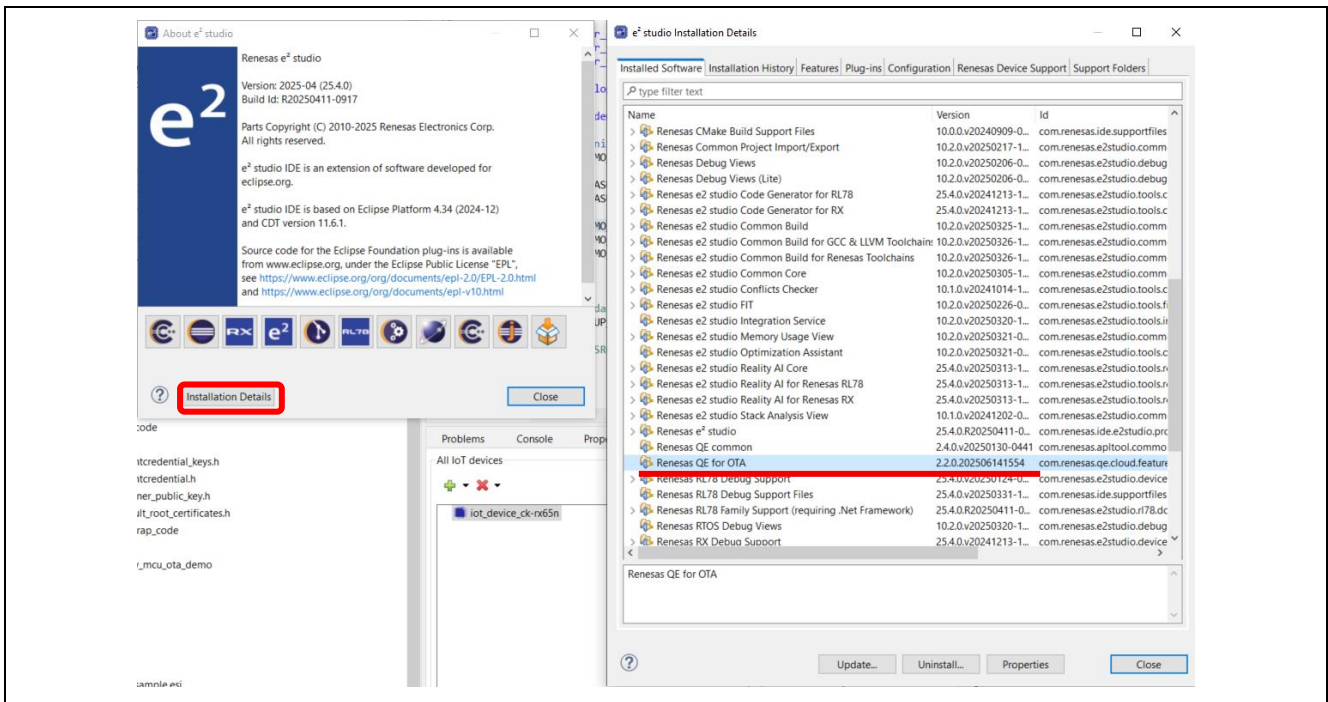 About e² studio
Renesas e² studio
Version: 2025-04 (25.4.0)
Build Id: R20250411-0917
Parts Copyright (C) 2010-2025 Renesas Electronics Corp.
All rights reserved.
e² studio IDE is an extension of software developed for
eclipse.org.
e² studio IDE is based on Eclipse Platform 4.34 (2024-12)
and CDT version 11.6.1.
Source code for the Eclipse Foundation plug-ins is available
from www.eclipse.org, under the Eclipse Public License "EPL",
see https://www.eclipse.org/org/documents/epl-2.0/EPL-2.0.html
and https://www.eclipse.org/org/documents/epl-v10.html
e²
RX
e²
RL78
Installation Details
Close
code
ntcredential_keys.h
ntcredential.h
ner_public_key.h
ult_root_certificates.h
rap_code
_mcu_ota_demo
sample.esi
Problems Console Prope
All IoT devices
iot_device_ck-rx65n
e² studio Installation Details
Installed Software Installation History Features Plug-ins Configuration Renesas Device Support Support Folders
type filter text
Name Version Id
Renesas CMake Build Support Files 10.0.0.v20240909-0... com.renesas.ide.supportfiles
Renesas Common Project Import/Export 10.2.0.v20250217-1... com.renesas.e2studio.comm
Renesas Debug Views 10.2.0.v20250206-0... com.renesas.e2studio.debug
Renesas Debug Views (Lite) 10.2.0.v20250206-0... com.renesas.e2studio.debug
Renesas e2 studio Code Generator for RL78 25.4.0.v20241213-1... com.renesas.e2studio.tools.c
Renesas e2 studio Code Generator for RX 25.4.0.v20241213-1... com.renesas.e2studio.tools.c
Renesas e2 studio Common Build 10.2.0.v20250325-1... com.renesas.e2studio.comm
Renesas e2 studio Common Build for GCC & LLVM Toolchains 10.2.0.v20250326-1... com.renesas.e2studio.comm
Renesas e2 studio Common Build for Renesas Toolchains 10.2.0.v20250326-1... com.renesas.e2studio.comm
Renesas e2 studio Common Core 10.2.0.v20250305-1... com.renesas.e2studio.comm
Renesas e2 studio Conflicts Checker 10.1.0.v20241014-1... com.renesas.e2studio.tools.c
Renesas e2 studio FIT 10.2.0.v20250226-0... com.renesas.e2studio.tools.fi
Renesas e2 studio Integration Service 10.2.0.v20250320-1... com.renesas.e2studio.tools.ir
Renesas e2 studio Memory Usage View 10.2.0.v20250321-0... com.renesas.e2studio.comm
Renesas e2 studio Optimization Assistant 10.2.0.v20250321-0... com.renesas.e2studio.tools.c
Renesas e2 studio Reality AI Core 25.4.0.v20250313-1... com.renesas.e2studio.tools.r
Renesas e2 studio Reality AI for Renesas RL78 25.4.0.v20250313-1... com.renesas.e2studio.tools.r
Renesas e2 studio Reality AI for Renesas RX 25.4.0.v20250313-1... com.renesas.e2studio.tools.r
Renesas e2 studio Stack Analysis View 10.1.0.v20241202-0... com.renesas.e2studio.comm
Renesas e² studio 25.4.0.R20250411-0... com.renesas.ide.e2studio.prc
Renesas QE common 2.4.0.v20250130-0441 com.renesas.apltool.commo
Renesas QE for OTA 2.2.0.202506141554 com.renesas.qe.cloud.feature
Renesas RL78 Debug Support 25.4.0.v20250124-0... com.renesas.e2studio.device
Renesas RL78 Debug Support Files 25.4.0.v20250331-1... com.renesas.ide.supportfiles
Renesas RL78 Family Support (requiring .Net Framework) 25.4.0.R20250411-0... com.renesas.e2studio.rl78.dc
Renesas RTOS Debug Views 10.2.0.v20250320-1... com.renesas.e2studio.debug
Renesas RX Debug Support 25.4.0.v20241213-1... com.renesas.e2studio.device
Renesas QE for OTA
Update... Uninstall... Properties Close